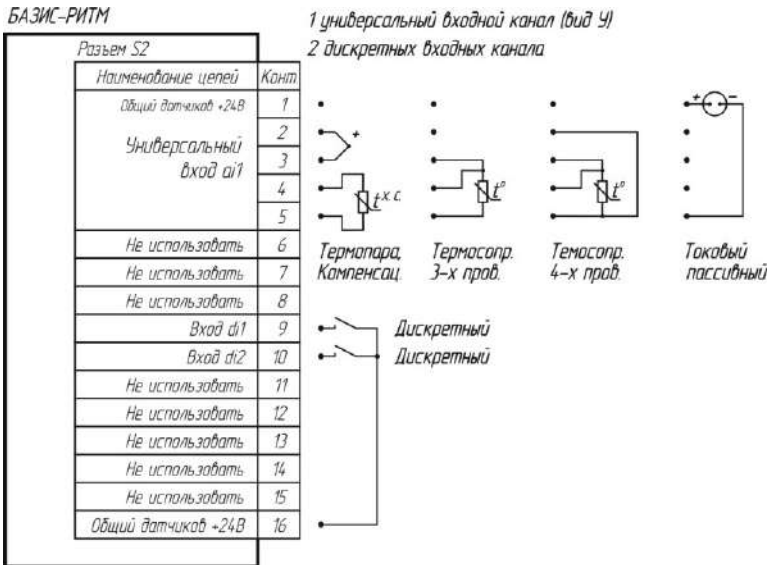 БАЗИС-РИТМ
1 универсальный входной канал (вид У)
2 дискретных входных канала
Разъем S2
Наименование цепей Конт
Общий датчиков +24В 1
Универсальный вход ai1
2
3
4
5
Не использовать 6
Не использовать 7
Не использовать 8
Вход di1 9
Вход di2 10
Не использовать 11
Не использовать 12
Не использовать 13
Не использовать 14
Не использовать 15
Общий датчиков +24В 16
+
t х.с.
Термопара,
Компенсац.
t°
Термосопр.
3-х пров.
t°
Темосопр.
4-х пров.
+ -
Токовый
пассивный
Дискретный
Дискретный